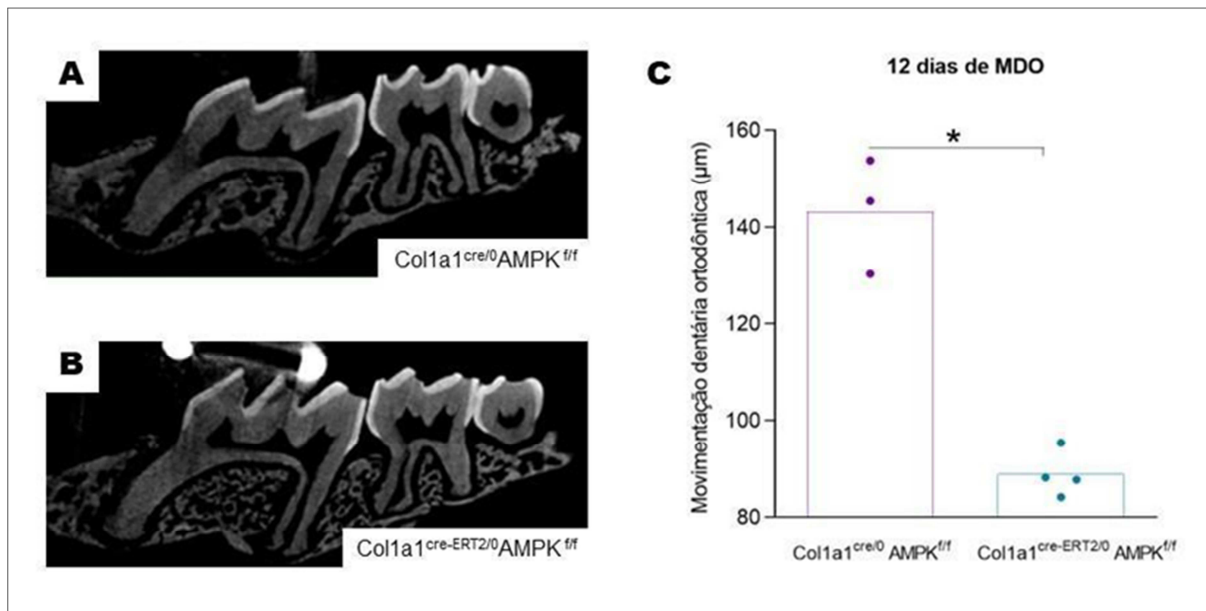 A
Col1a1cre/0AMPKf/f
B
Col1a1cre-ERT2/0AMPKf/f
C
12 dias de MDO
Movimentação dentária ortodôntica (µm)
160
140
120
100
80
*
Col1a1cre/0 AMPKf/f
Col1a1cre-ERT2/0 AMPKf/f